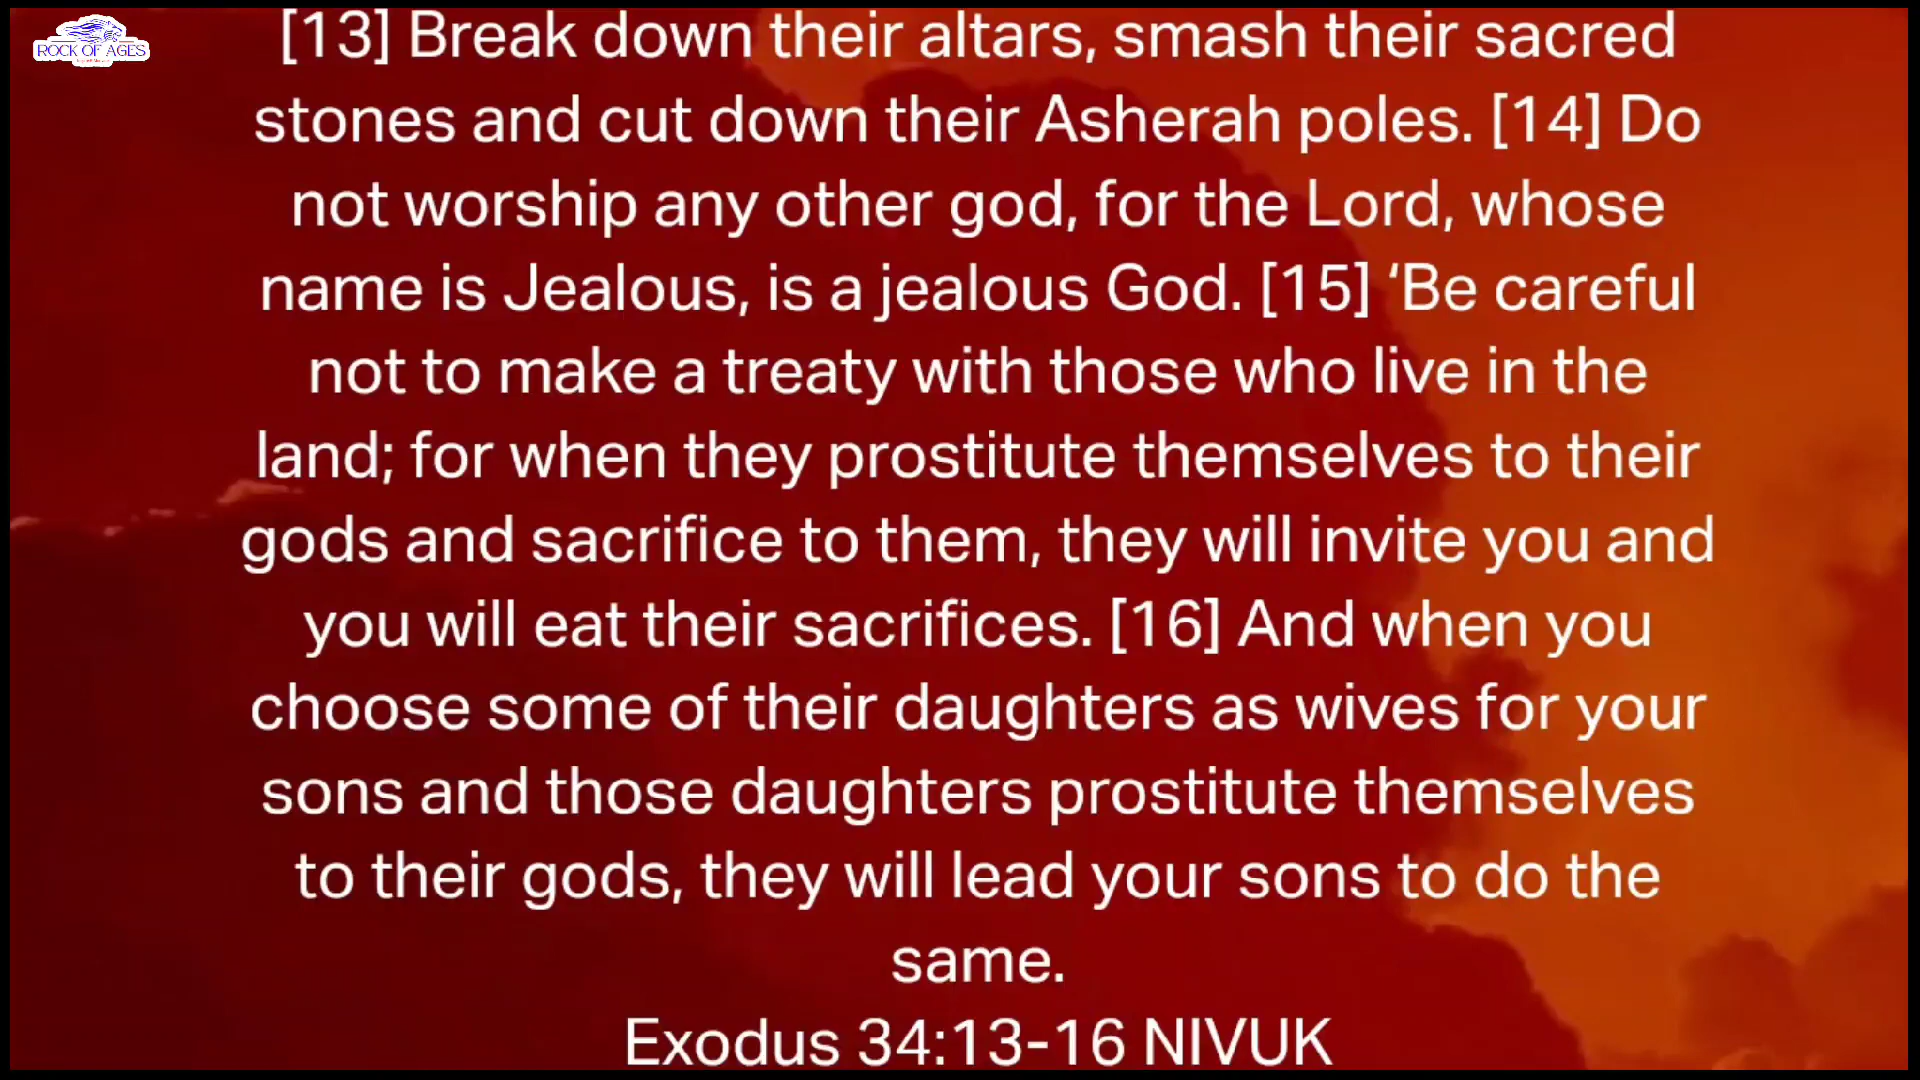 ROCK OF AGES
[13] Break down their altars, smash their sacred
stones and cut down their Asherah poles. [14] Do
not worship any other god, for the Lord, whose
name is Jealous, is a jealous God. [15] ‘Be careful
not to make a treaty with those who live in the
land; for when they prostitute themselves to their
gods and sacrifice to them, they will invite you and
you will eat their sacrifices. [16] And when you
choose some of their daughters as wives for your
sons and those daughters prostitute themselves
to their gods, they will lead your sons to do the
same.
Exodus 34:13-16 NIVUK